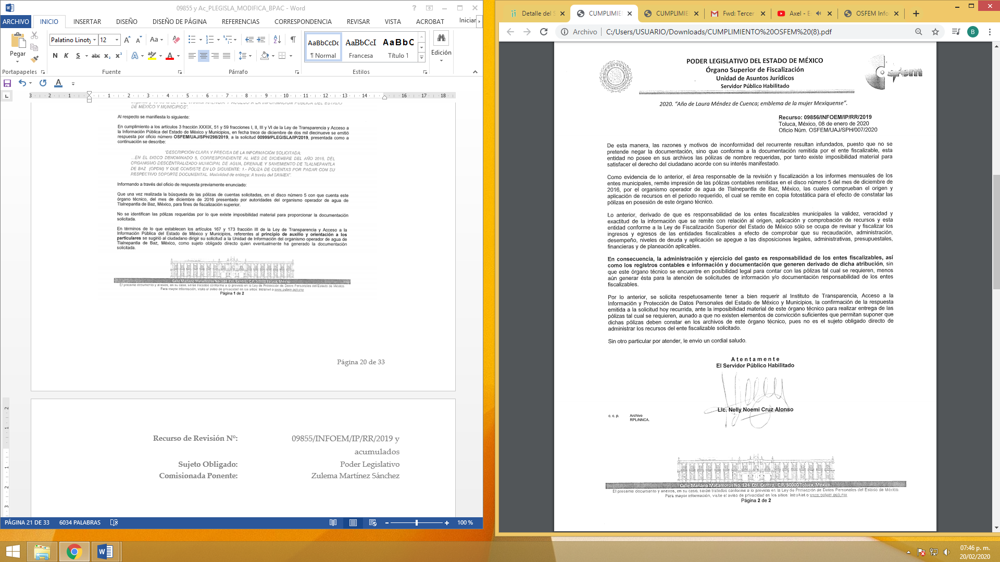 09855 y Ac_PLEGISLA_MODIFICA_BPAC - Word
ARCHIVO INICIO INSERTAR DISEÑO DISEÑO DE PÁGINA REFERENCIAS CORRESPONDENCIA REVISAR VISTA ACROBAT Iniciar
Palatino Linoty 12
Pegar
AaBbCcDc AaBbCcI AaBbC
¶ Normal Francesa Título 1
Edición
Portapapeles Fuente Párrafo Estilos
3 2 1 1 2 3 4 5 6 7 8 9 10 11 12 13 14 16 17 18
DE MÉXICO Y MUNICIPIOS".
Al respecto se manifiesta lo siguiente:
En cumplimiento a los artículos 3 fracción XXXIX, 51 y 59 fracciones I, II, III y VI de la Ley de Transparencia y Acceso a
la Información Pública del Estado de México y Municipios, en fecha trece de diciembre de dos mil diecinueve se emitió
respuesta por oficio número OSFEM/UAJ/SPH/298/2019, a la solicitud 00999/PLEGISLA/IP/2019, presentada como a
continuación se describe:
"DESCRIPCIÓN CLARA Y PRECISA DE LA INFORMACIÓN SOLICITADA:
...EN EL DISCO DENOMINADO 5, CORRESPONDIENTE AL MES DE DICIEMBRE DEL AÑO 2016, DEL
ORGANISMO DESCENTRALIZADO MUNICIPAL DE AGUA, DRENAJE Y SANEMIENTO DE TLALNEPANTLA
DE BAZ (OPDM) Y QUE CONSISTE EN LO SIGUIENTE: 1.- PÓLIZA DE CUENTAS POR PAGAR CON SU
RESPECTIVO SOPORTE DOCUMENTAL. Modalidad de entrega: A través del SAIMEX".
Informando a través del oficio de respuesta previamente enunciado:
Que una vez realizada la búsqueda de las pólizas de cuentas solicitadas, en el disco número 5 con que cuenta este
órgano técnico, del mes de diciembre de 2016 presentado por autoridades del organismo operador de agua de
Tlalnepantla de Baz, México, para fines de fiscalización superior.
No se identifican las pólizas requeridas por lo que existe imposibilidad material para proporcionar la documentación
solicitada.
En términos de lo que establecen los artículos 167 y 173 fracción III de la Ley de Transparencia y Acceso a la
Información Pública del Estado de México y Municipios, referentes al principio de auxilio y orientación a los
particulares se sugirió al ciudadano dirigir su solicitud a la Unidad de Información del organismo operador de agua de
Tlalnepantla de Baz, México, como sujeto obligado directo quien eventualmente ha generado la documentación
solicitada.
Calle Mariano Matamoros No. 124 Col. Centro, C.P. 50000 Toluca, México.
El presente documento y anexos, en su caso, serán tratados conforme a lo previsto en la Ley de Protección de Datos Personales del Estado de México.
Para mayor información, visite el aviso de privacidad en los sitios: IntraNet o www.osfem.gob.mx
Página 1 de 2
Página 20 de 33
Recurso de Revisión N°: 09855/INFOEM/IP/RR/2019 y
acumulados
Sujeto Obligado: Poder Legislativo
Comisionada Ponente: Zulema Martínez Sánchez
PÁGINA 21 DE 33 6034 PALABRAS 100 %
Detalle del S CUMPLIMIE CUMPLIMIE Fwd: Tercer Axel - E OSFEM Info
Archivo C:/Users/USUARIO/Downloads/CUMPLIMIENTO%20OSFEM%20(8).pdf B
PODER LEGISLATIVO DEL ESTADO DE MÉXICO
Órgano Superior de Fiscalización
Unidad de Asuntos Jurídicos
Servidor Público Habilitado
osfem
2020. "Año de Laura Méndez de Cuenca; emblema de la mujer Mexiquense".
Recurso: 09856/INFOEM/IP/RR/2019
Toluca, México, 08 de enero de 2020
Oficio Núm. OSFEM/UAJ/SPH/007/2020
De esta manera, las razones y motivos de inconformidad del recurrente resultan infundados, puesto que no se
pretende negar la documentación, sino que conforme a la documentación remitida por el ente fiscalizable, esta
entidad no posee en sus archivos las pólizas de nombre requeridas, por tanto existe imposibilidad material para
satisfacer el derecho del ciudadano acorde con su interés manifestado.
Como evidencia de lo anterior, el área responsable de la revisión y fiscalización a los informes mensuales de los
entes municipales, remite impresión de las pólizas contables remitidas en el disco número 5 del mes de diciembre de
2016, por el organismo operador de agua de Tlalnepantla de Baz, México, las cuales comprueban el origen y
aplicación de recursos en el periodo requerido, el cual se remite en copia fotostática para el efecto de constatar las
pólizas en posesión de este órgano técnico.
Lo anterior, derivado de que es responsabilidad de los entes fiscalizables municipales la validez, veracidad y
exactitud de la información que se remite con relación al origen, aplicación y comprobación de recursos y esta
entidad conforme a la Ley de Fiscalización Superior del Estado de México sólo se ocupa de revisar y fiscalizar los
ingresos y egresos de las entidades fiscalizables a efecto de comprobar que su recaudación, administración,
desempeño, niveles de deuda y aplicación se apegue a las disposiciones legales, administrativas, presupuestales,
financieras y de planeación aplicables.
En consecuencia, la administración y ejercicio del gasto es responsabilidad de los entes fiscalizables, así
como los registros contables e información y documentación que generen derivado de dicha atribución, sin
que este órgano técnico se encuentre en posibilidad legal para contar con las pólizas tal cual se requieren, menos
aún generar ésta para la atención de solicitudes de información y/o documentación responsabilidad de los entes
fiscalizables.
Por lo anterior, se solicita respetuosamente tener a bien requerir al Instituto de Transparencia, Acceso a la
Información y Protección de Datos Personales del Estado de México y Municipios, la confirmación de la respuesta
emitida a la solicitud hoy recurrida, ante la imposibilidad material de este órgano técnico para realizar entrega de las
pólizas tal cual se requieren, aunado a que no existen elementos de convicción suficientes que permitan suponer que
dichas pólizas deben constar en los archivos de este órgano técnico, pues no es el sujeto obligado directo de
administrar los recursos del ente fiscalizable solicitado.
Sin otro particular por atender, le envio un cordial saludo.
A t e n t a m e n t e
El Servidor Público Habilitado
Lic. Nelly Noemi Cruz Alonso
c. c. p. Archivo
RPL/NNCA.
Calle Mariano Matamoros No. 124 Col. Centro, C.P. 50000 Toluca, México.
El presente documento y anexos, en su caso, serán tratados conforme a lo previsto en la Ley de Protección de Datos Personales del Estado de México.
Para mayor información, visite el aviso de privacidad en los sitios: IntraNet o www.osfem.gob.mx
Página 2 de 2
07:46 p. m.
20/02/2020